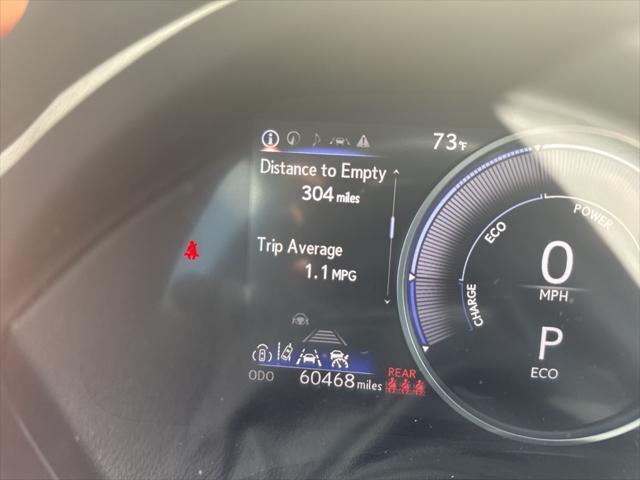 73°F
Distance to Empty
304 miles
Trip Average
1.1 MPG
ODO 60468 miles
REAR
CHARGE
ECO
POWER
0
MPH
P
ECO